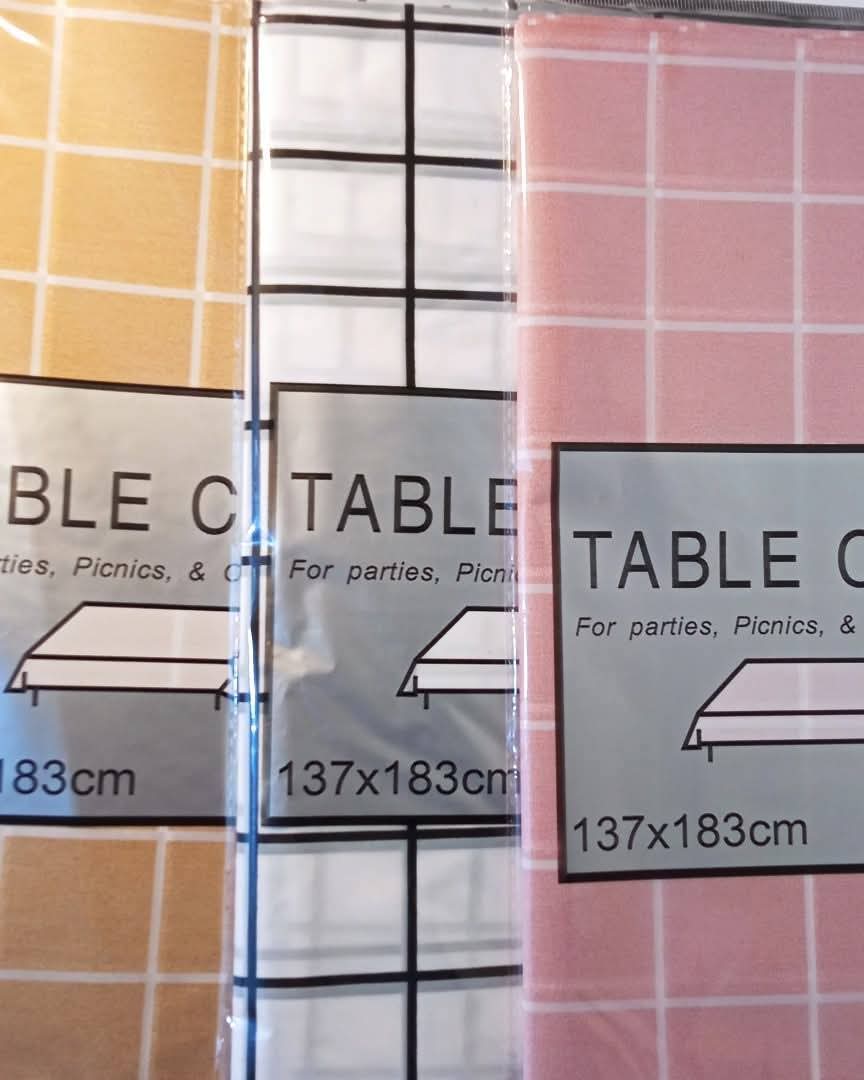 BLE C
ties, Picnics, &
183cm
TABLE
For parties, Picni
137x183cm
TABLE C
For parties, Picnics, &
137x183cm